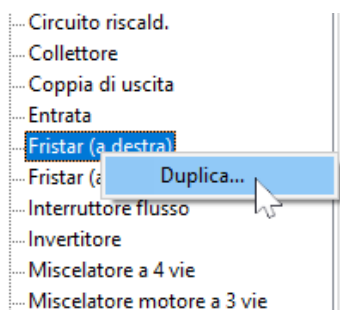 Circuito riscald.
Collettore
Coppia di uscita
Entrata
Fristar (a destra)
Fristar (a
Duplica...
Interruttore flusso
Invertitore
Miscelatore a 4 vie
Miscelatore motore a 3 vie